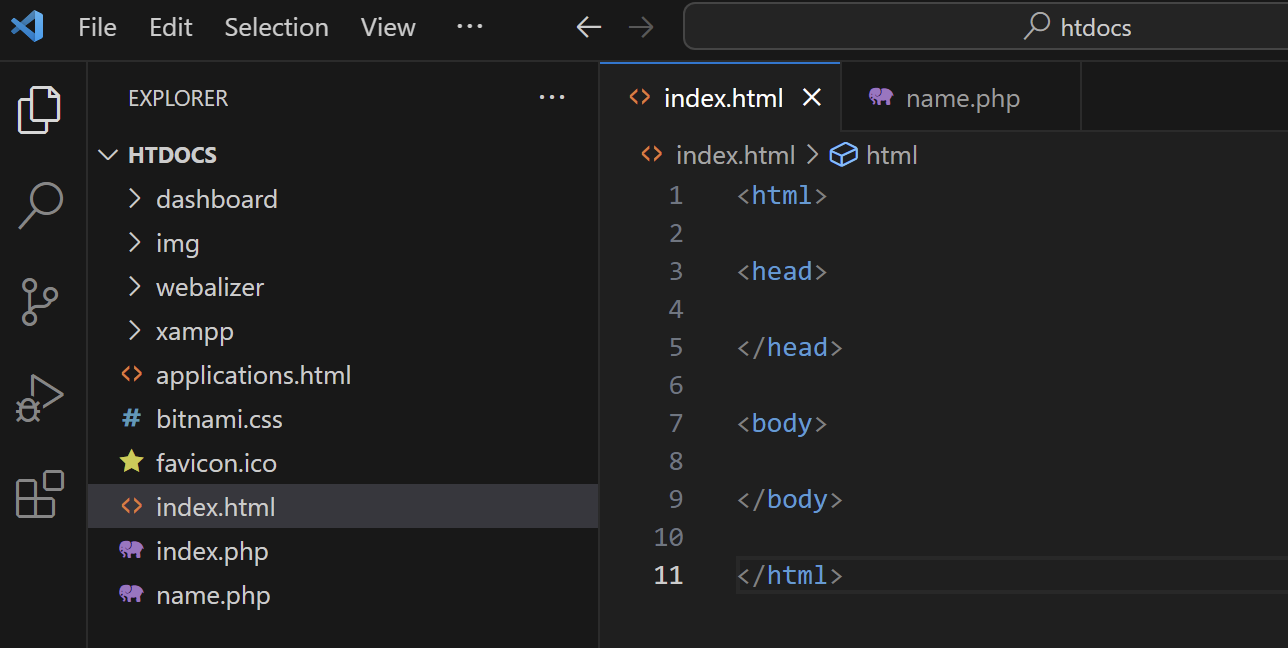 File Edit Selection View ··· htdocs
EXPLORER ···
HTDOCS
dashboard
img
webalizer
xampp
applications.html
# bitnami.css
favicon.ico
index.html
index.php
name.php
index.html name.php
index.html > html
1 <html>
2
3 <head>
4
5 </head>
6
7 <body>
8
9 </body>
10
11 </html>